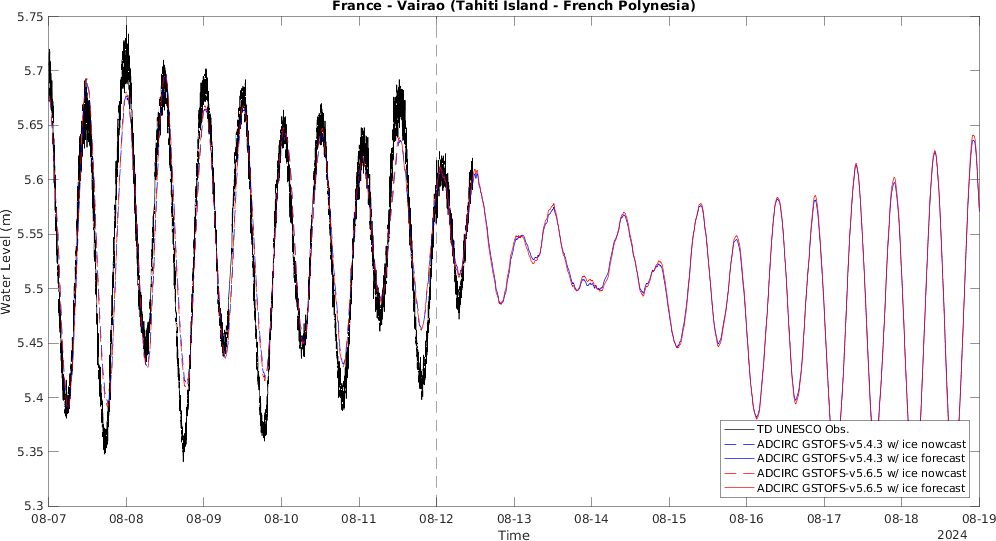 France - Vairao (Tahiti Island - French Polynesia)
5.75
5.7
5.65
5.6
5.55
5.5
5.45
5.4
5.35
5.3
Water Level (m)
TD UNESCO Obs.
ADCIRC GSTOFS-v5.4.3 w/ ice nowcast
ADCIRC GSTOFS-v5.4.3 w/ ice forecast
ADCIRC GSTOFS-v5.6.5 w/ ice nowcast
ADCIRC GSTOFS-v5.6.5 w/ ice forecast
08-07 08-08 08-09 08-10 08-11 08-12 08-13 08-14 08-15 08-16 08-17 08-18 08-19
Time
2024